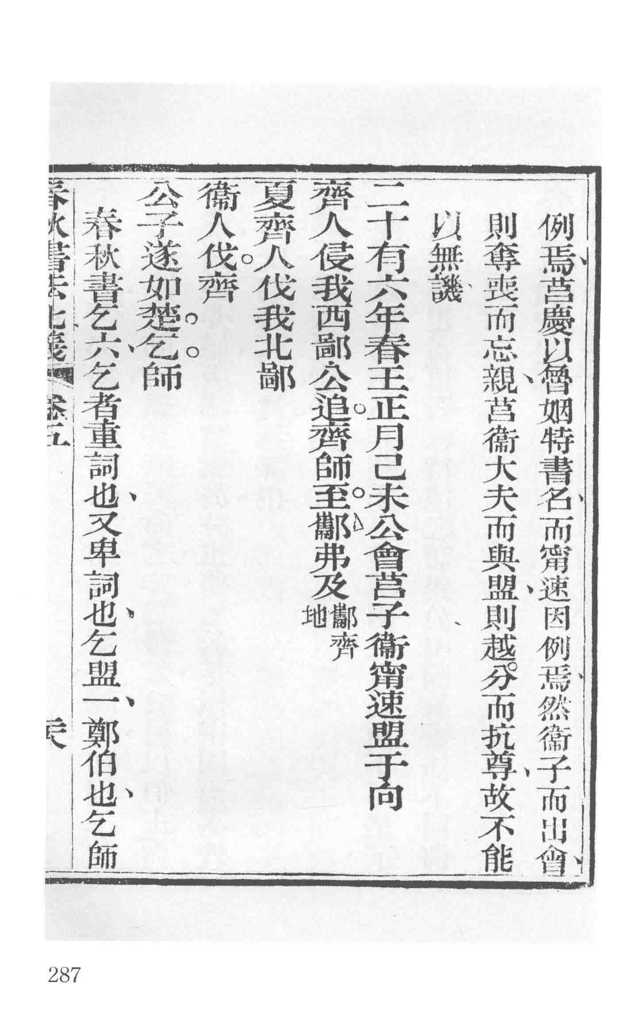 例焉莒慶以魯姻特書名而甯速因例焉然衞子而出會
則奪喪而忘親莒衞大夫而與盟則越分而抗尊故不能
以無譏
二十有六年春王正月己未公會莒子衞甯速盟于向
齊人侵我西鄙公追齊師至酅弗及酅齊地
夏齊人伐我北鄙
衞人伐齊
公子遂如楚乞師
春秋書乞六乞者重詞也又卑詞也乞盟一鄭伯也乞師
春秋書法比義 卷五
287